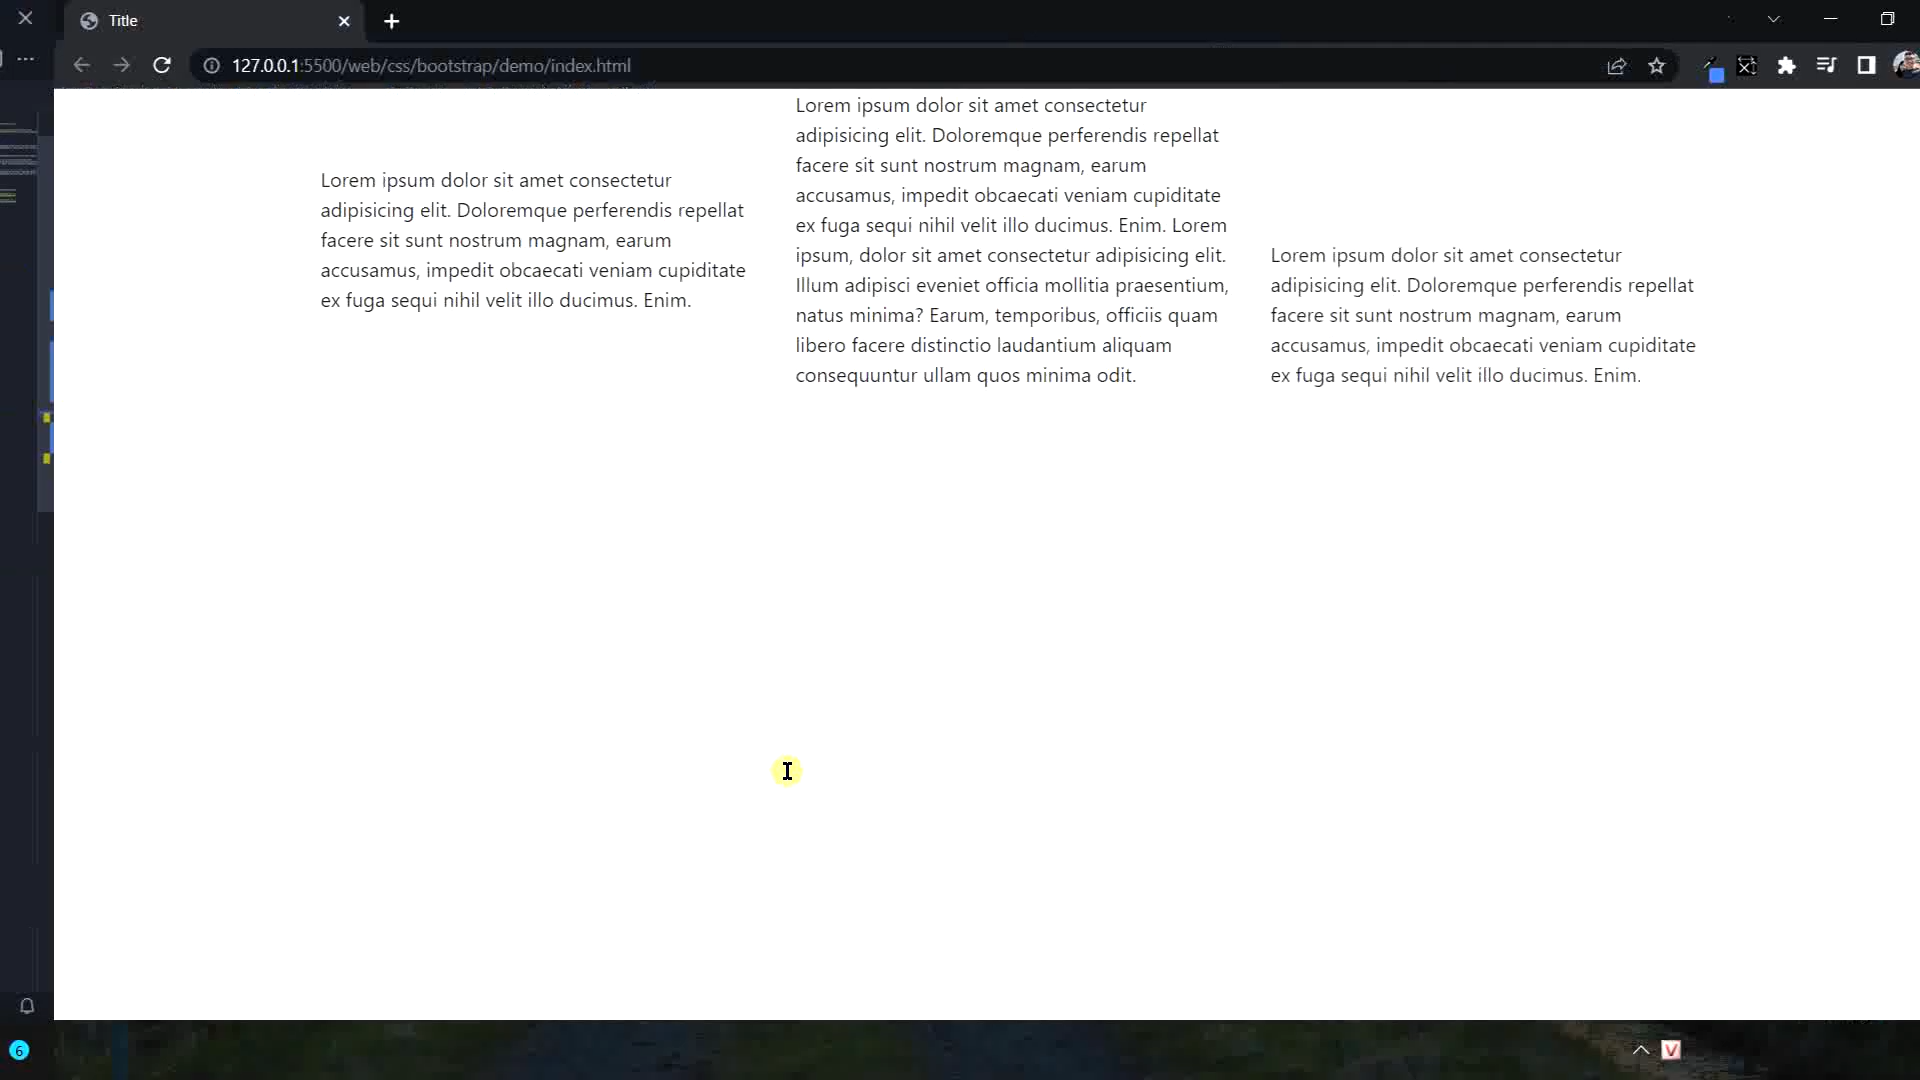 Title
127.0.0.1:5500/web/css/bootstrap/demo/index.html
Lorem ipsum dolor sit amet consectetur
adipisicing elit. Doloremque perferendis repellat
facere sit sunt nostrum magnam, earum
accusamus, impedit obcaecati veniam cupiditate
ex fuga sequi nihil velit illo ducimus. Enim.
Lorem ipsum dolor sit amet consectetur
adipisicing elit. Doloremque perferendis repellat
facere sit sunt nostrum magnam, earum
accusamus, impedit obcaecati veniam cupiditate
ex fuga sequi nihil velit illo ducimus. Enim. Lorem
ipsum, dolor sit amet consectetur adipisicing elit.
Illum adipisci eveniet officia mollitia praesentium,
natus minima? Earum, temporibus, officiis quam
libero facere distinctio laudantium aliquam
consequuntur ullam quos minima odit.
Lorem ipsum dolor sit amet consectetur
adipisicing elit. Doloremque perferendis repellat
facere sit sunt nostrum magnam, earum
accusamus, impedit obcaecati veniam cupiditate
ex fuga sequi nihil velit illo ducimus. Enim.
6
V